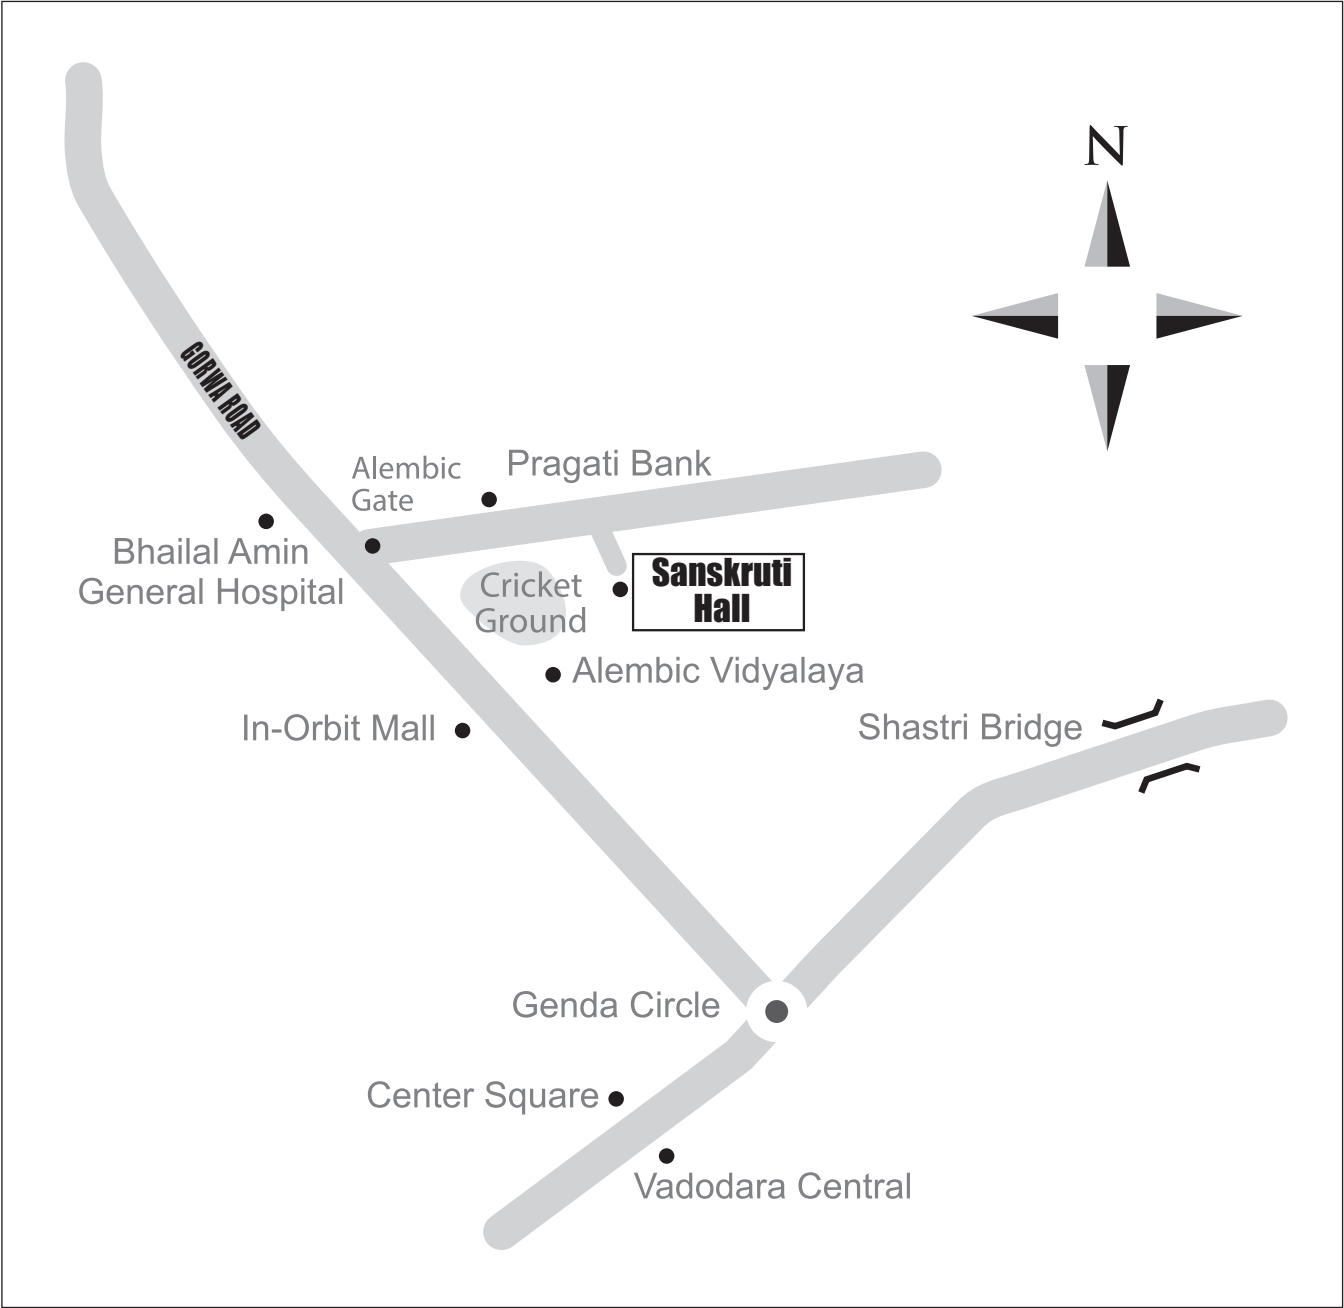 N
GORWA ROAD
Alembic
Gate
Pragati Bank
Bhailal Amin
General Hospital
Cricket
Ground
Sanskruti
Hall
Alembic Vidyalaya
In-Orbit Mall
Shastri Bridge
Genda Circle
Center Square
Vadodara Central